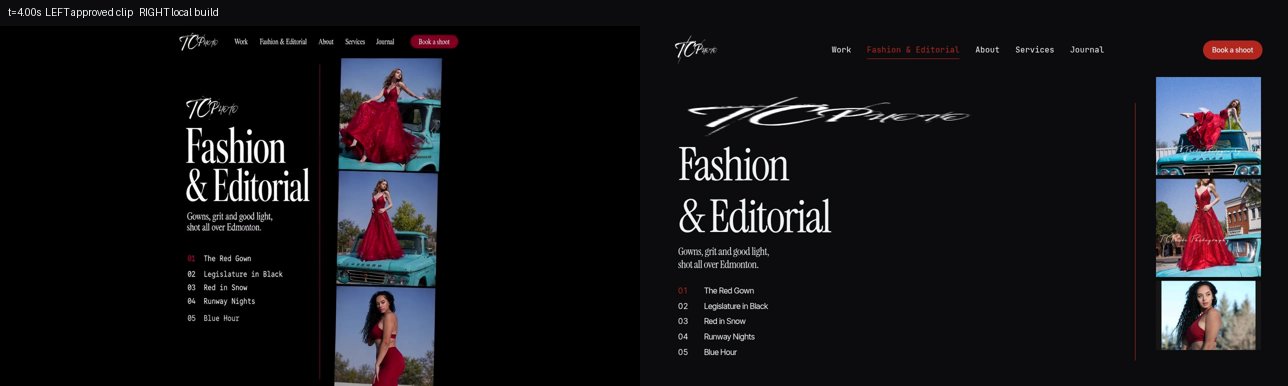 t=4.00s LEFT approved clip RIGHT local build
TCPHOTO Work Fashion & Editorial About Services Journal Book a shoot
TCPHOTO
Fashion
& Editorial
Gowns, grit and good light,
shot all over Edmonton.
01 The Red Gown
02 Legislature in Black
03 Red in Snow
04 Runway Nights
05 Blue Hour
TCPHOTO Work Fashion & Editorial About Services Journal Book a shoot
TCPHOTO
Fashion
& Editorial
Gowns, grit and good light,
shot all over Edmonton.
01 The Red Gown
02 Legislature in Black
03 Red in Snow
04 Runway Nights
05 Blue Hour